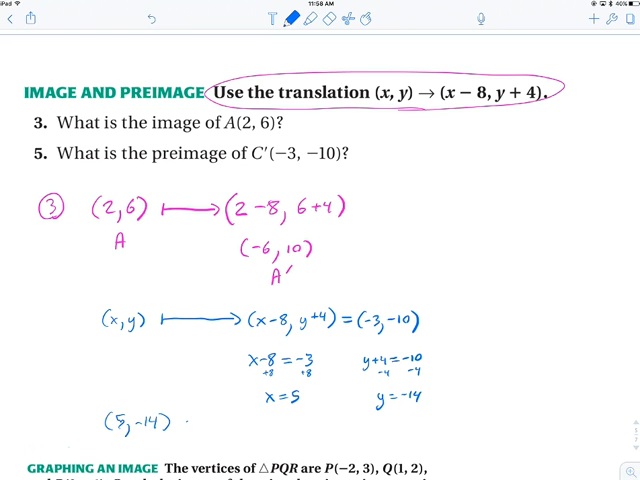 iPad
11:58 AM
40%
IMAGE AND PREIMAGE Use the translation (x, y) → (x − 8, y + 4).
3. What is the image of A(2, 6)?
5. What is the preimage of C′(−3, −10)?
③ (2,6) ⟼ (2−8, 6+4)
A (−6, 10)
A′
(x,y) ⟼ (x−8, y+4) = (−3, −10)
x−8 = −3 y+4 = −10
+8 +8 −4 −4
x = 5 y = −14
(5, −14)
GRAPHING AN IMAGE The vertices of △PQR are P(−2, 3), Q(1, 2),